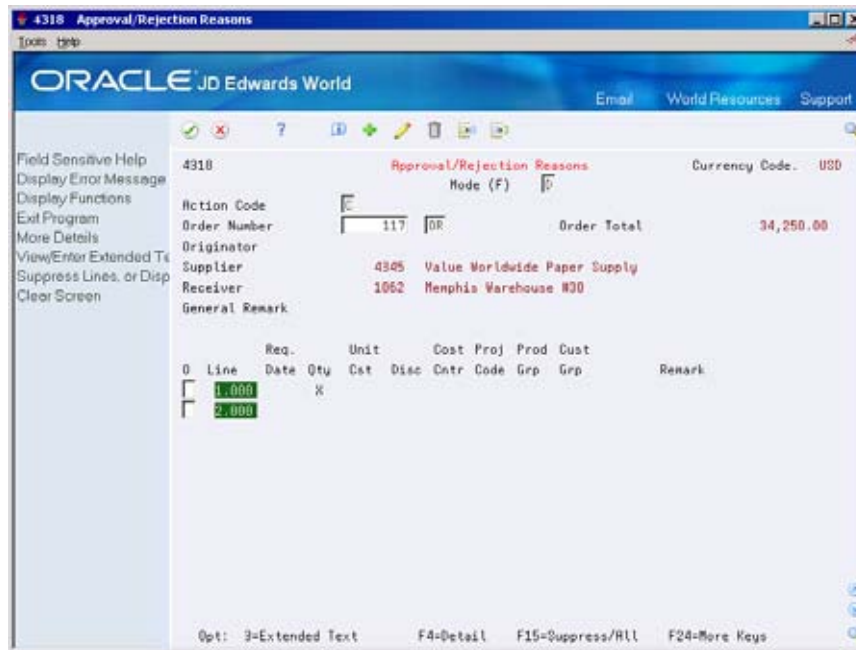 4318 Approval/Rejection Reasons
Tools Help
ORACLE JD Edwards World
Email World Resources Support
Field Sensitive Help
Display Error Message
Display Functions
Exit Program
More Details
View/Enter Extended Te
Suppress Lines, or Disp
Clear Screen
4318 Approval/Rejection Reasons Currency Code. USD
Mode (F) D
Action Code
Order Number 117 OR Order Total 34,250.00
Originator
Supplier 4345 Value Worldwide Paper Supply
Receiver 1062 Memphis Warehouse #30
General Remark
Req. Unit Cost Proj Prod Cust
O Line Date Qty Cst Disc Cntr Code Grp Grp Remark
1.000 X
2.000
Opt: 3=Extended Text F4=Detail F15=Suppress/All F24=More Keys